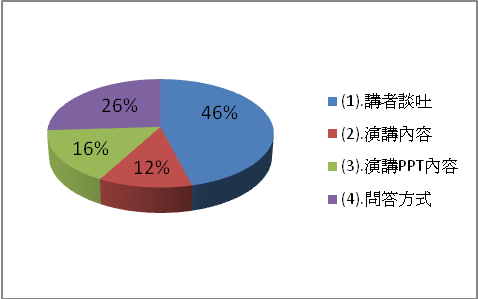 46%
12%
16%
26%
(1).講者談吐
(2).演講內容
(3).演講PPT內容
(4).問答方式